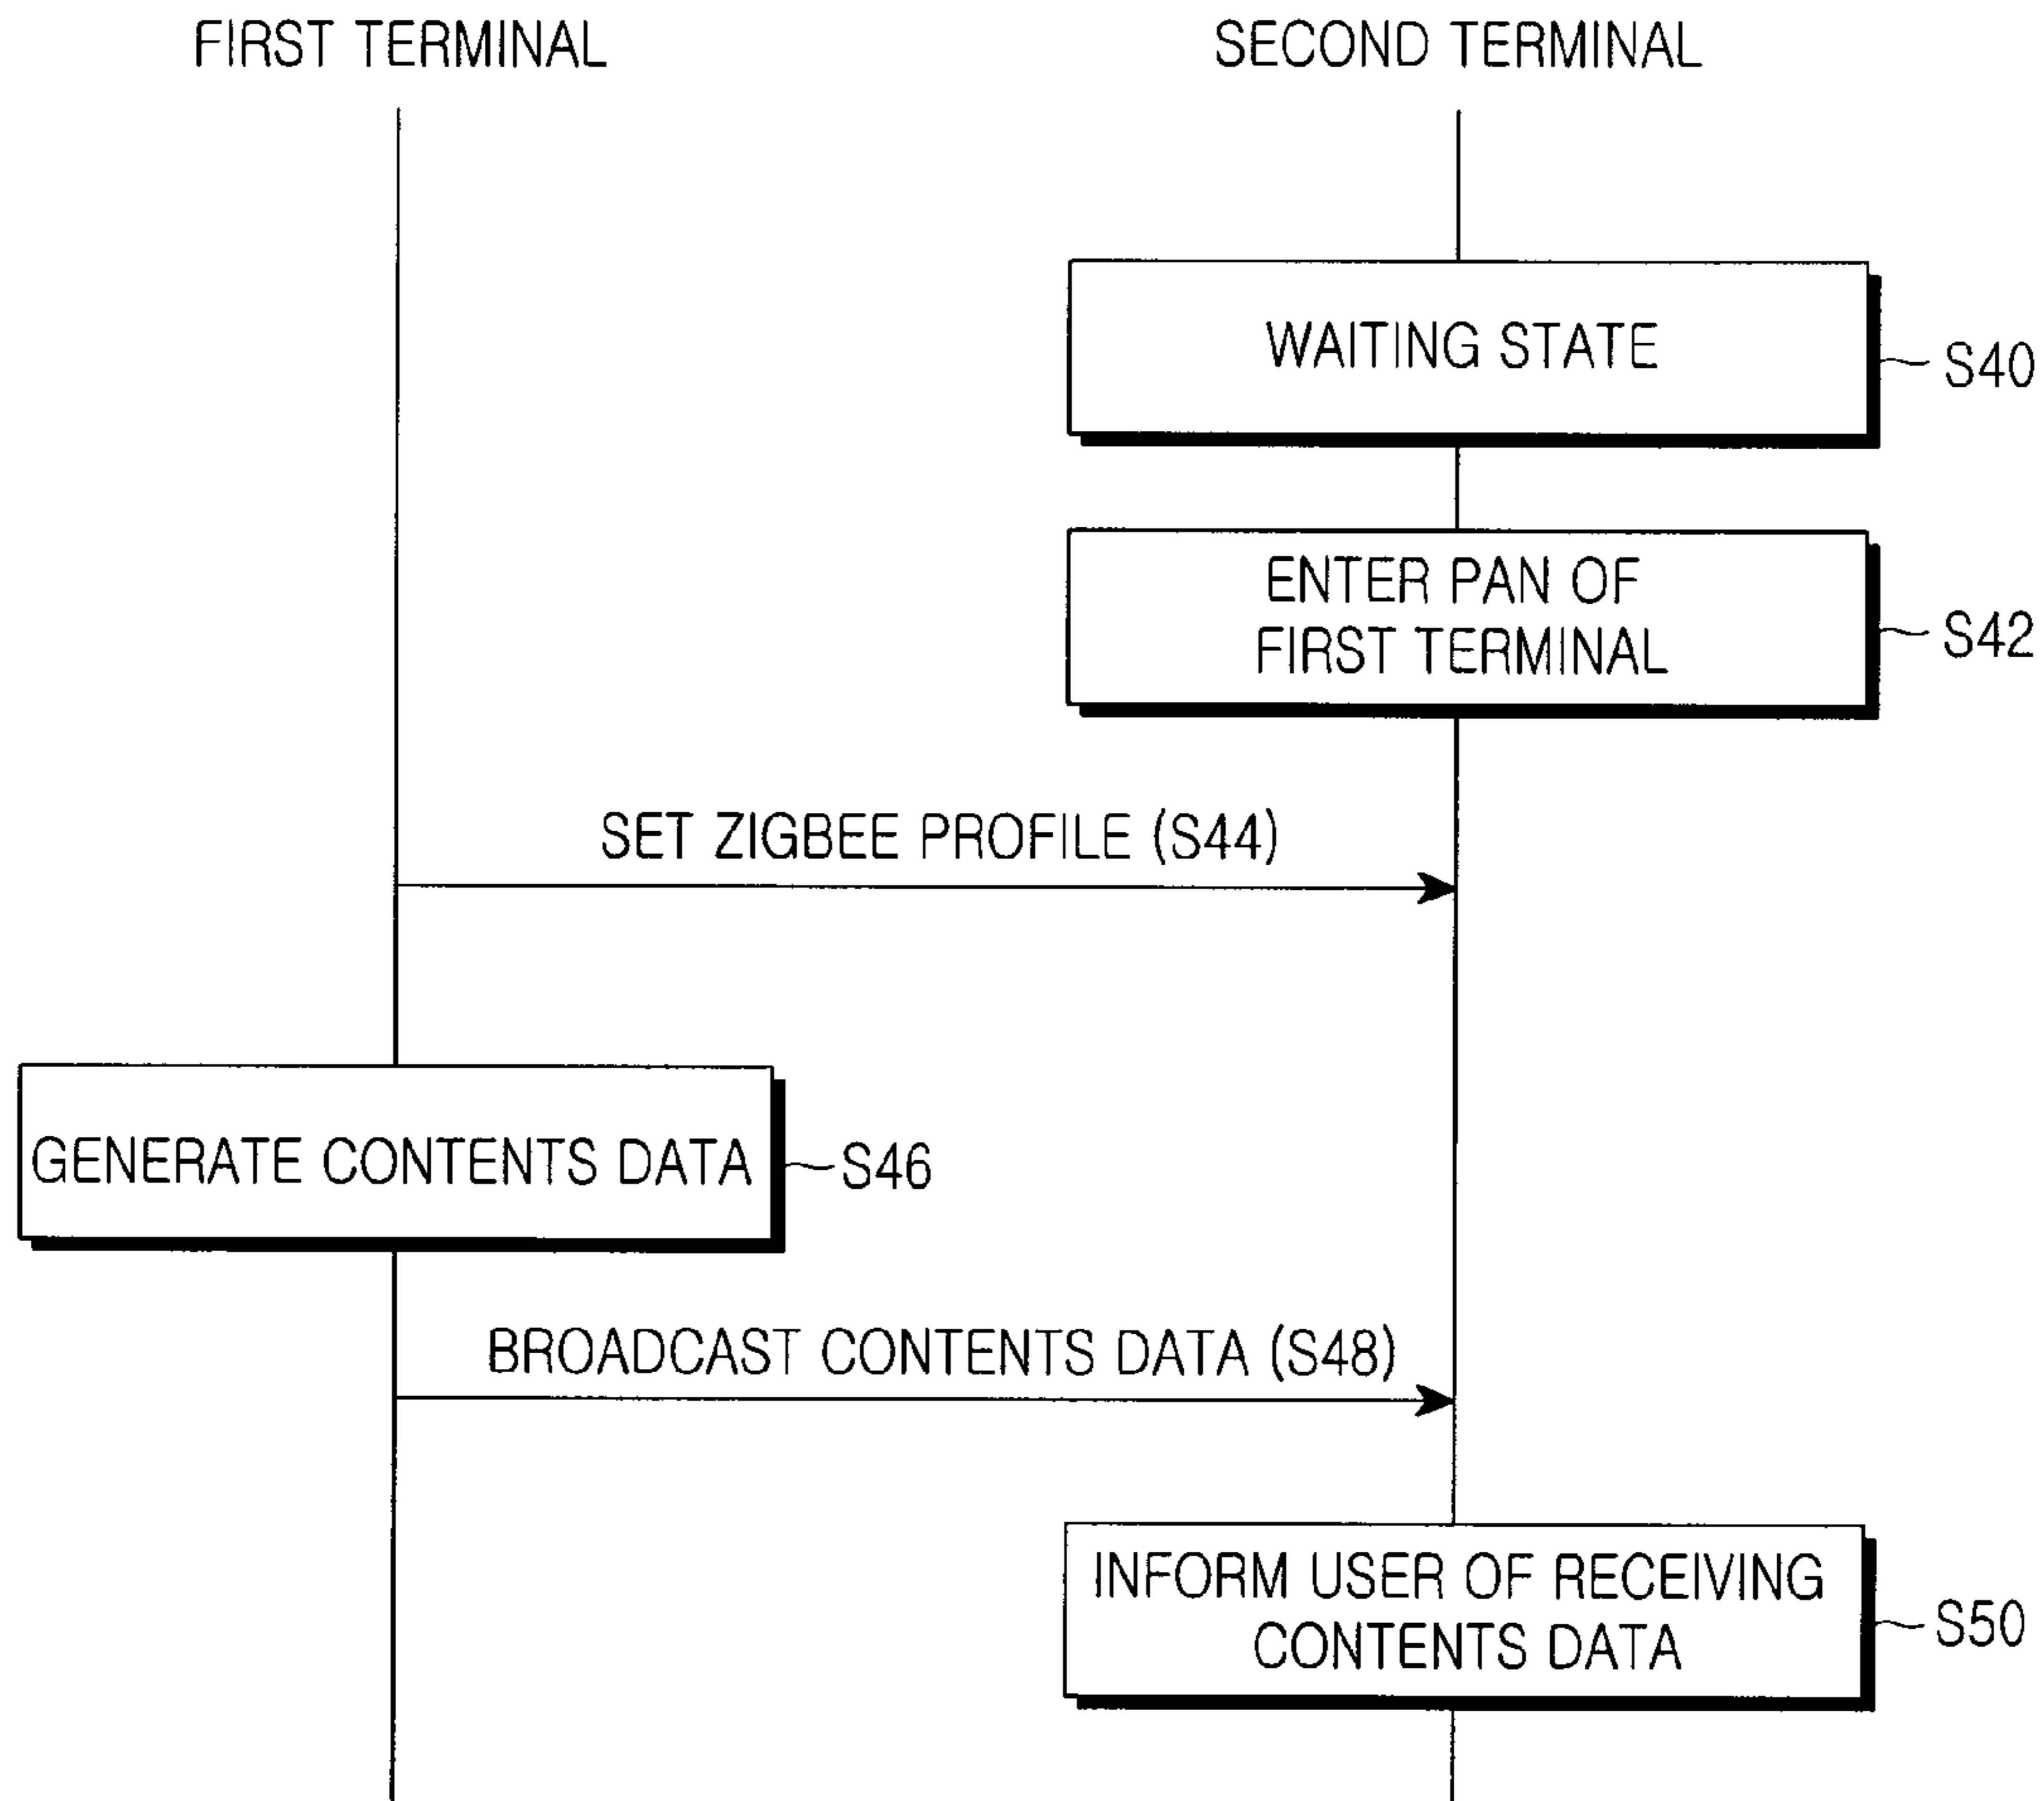 FIRST TERMINAL
SECOND TERMINAL
WAITING STATE
S40
ENTER PAN OF
FIRST TERMINAL
S42
SET ZIGBEE PROFILE (S44)
GENERATE CONTENTS DATA
S46
BROADCAST CONTENTS DATA (S48)
INFORM USER OF RECEIVING
CONTENTS DATA
S50